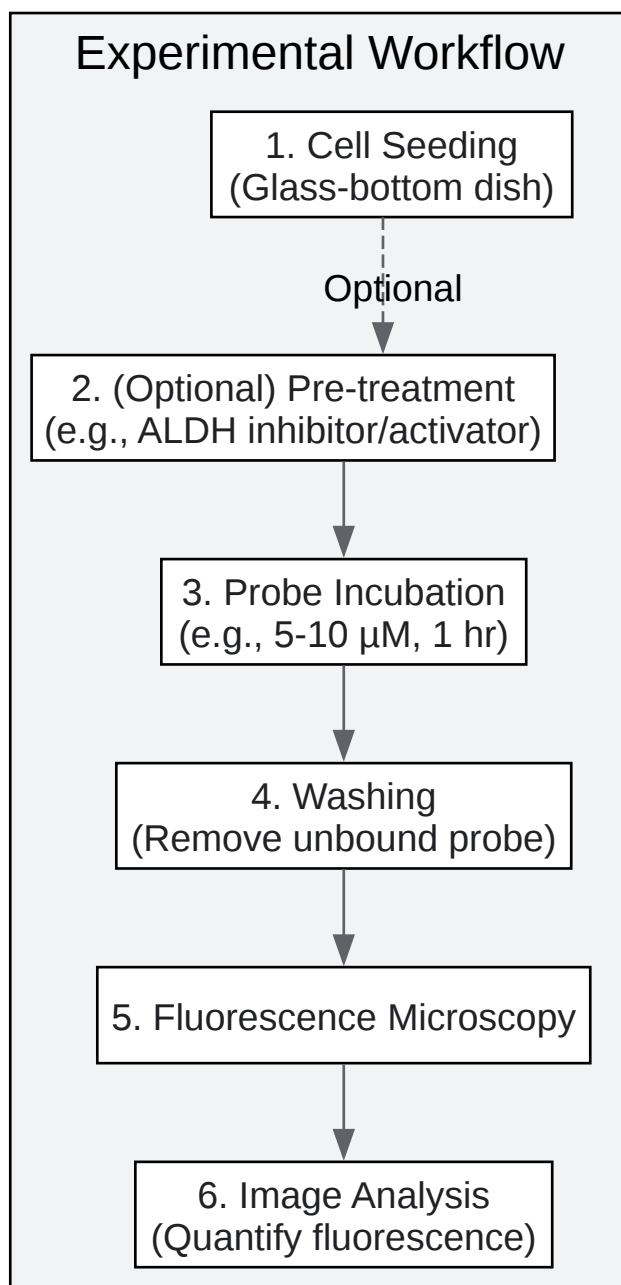 Experimental Workflow
1. Cell Seeding
(Glass-bottom dish)
Optional
2. (Optional) Pre-treatment
(e.g., ALDH inhibitor/activator)
3. Probe Incubation
(e.g., 5-10 µM, 1 hr)
4. Washing
(Remove unbound probe)
5. Fluorescence Microscopy
6. Image Analysis
(Quantify fluorescence)